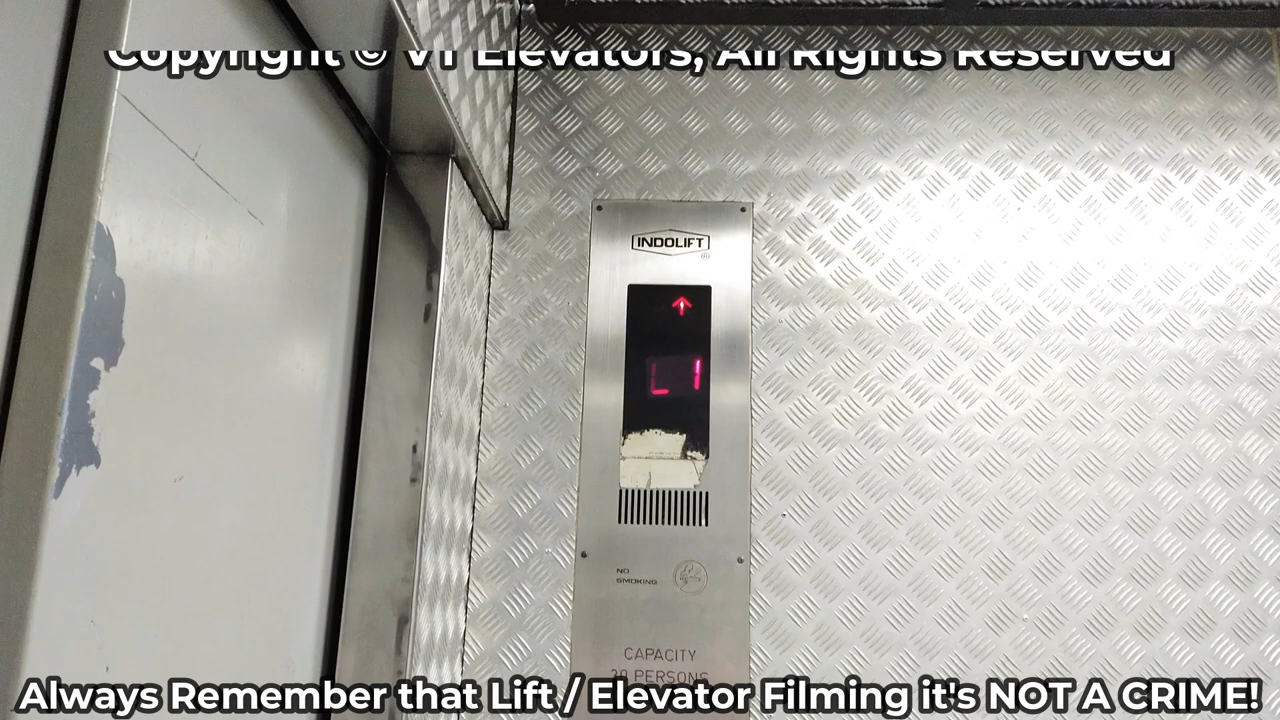 Copyright © VT Elevators, All Rights Reserved
INDOLIFT
®
L1
NO
SMOKING
CAPACITY
PERSONS
Always Remember that Lift / Elevator Filming it's NOT A CRIME!